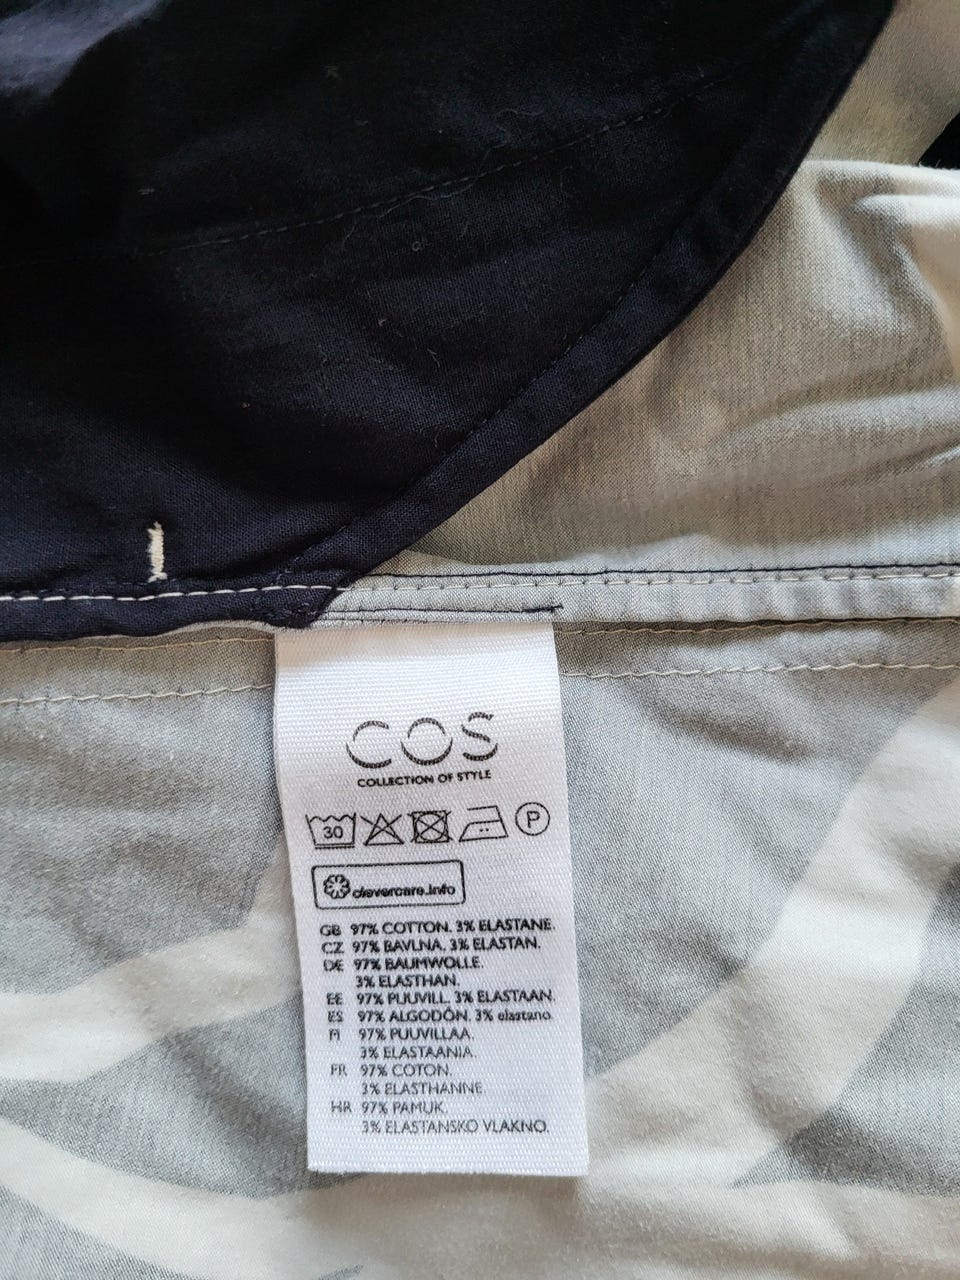 COS
COLLECTION OF STYLE
30 P
clevercare.info
GB 97% COTTON, 3% ELASTANE.
CZ 97% BAVLNA, 3% ELASTAN.
DE 97% BAUMWOLLE.
3% ELASTHAN.
EE 97% PUUVILL, 3% ELASTAAN.
ES 97% ALGODÓN, 3% elastano
FI 97% PUUVILLAA.
3% ELASTAANIA.
FR 97% COTON.
3% ELASTHANNE
HR 97% PAMUK.
3% ELASTANSKO VLAKNO.